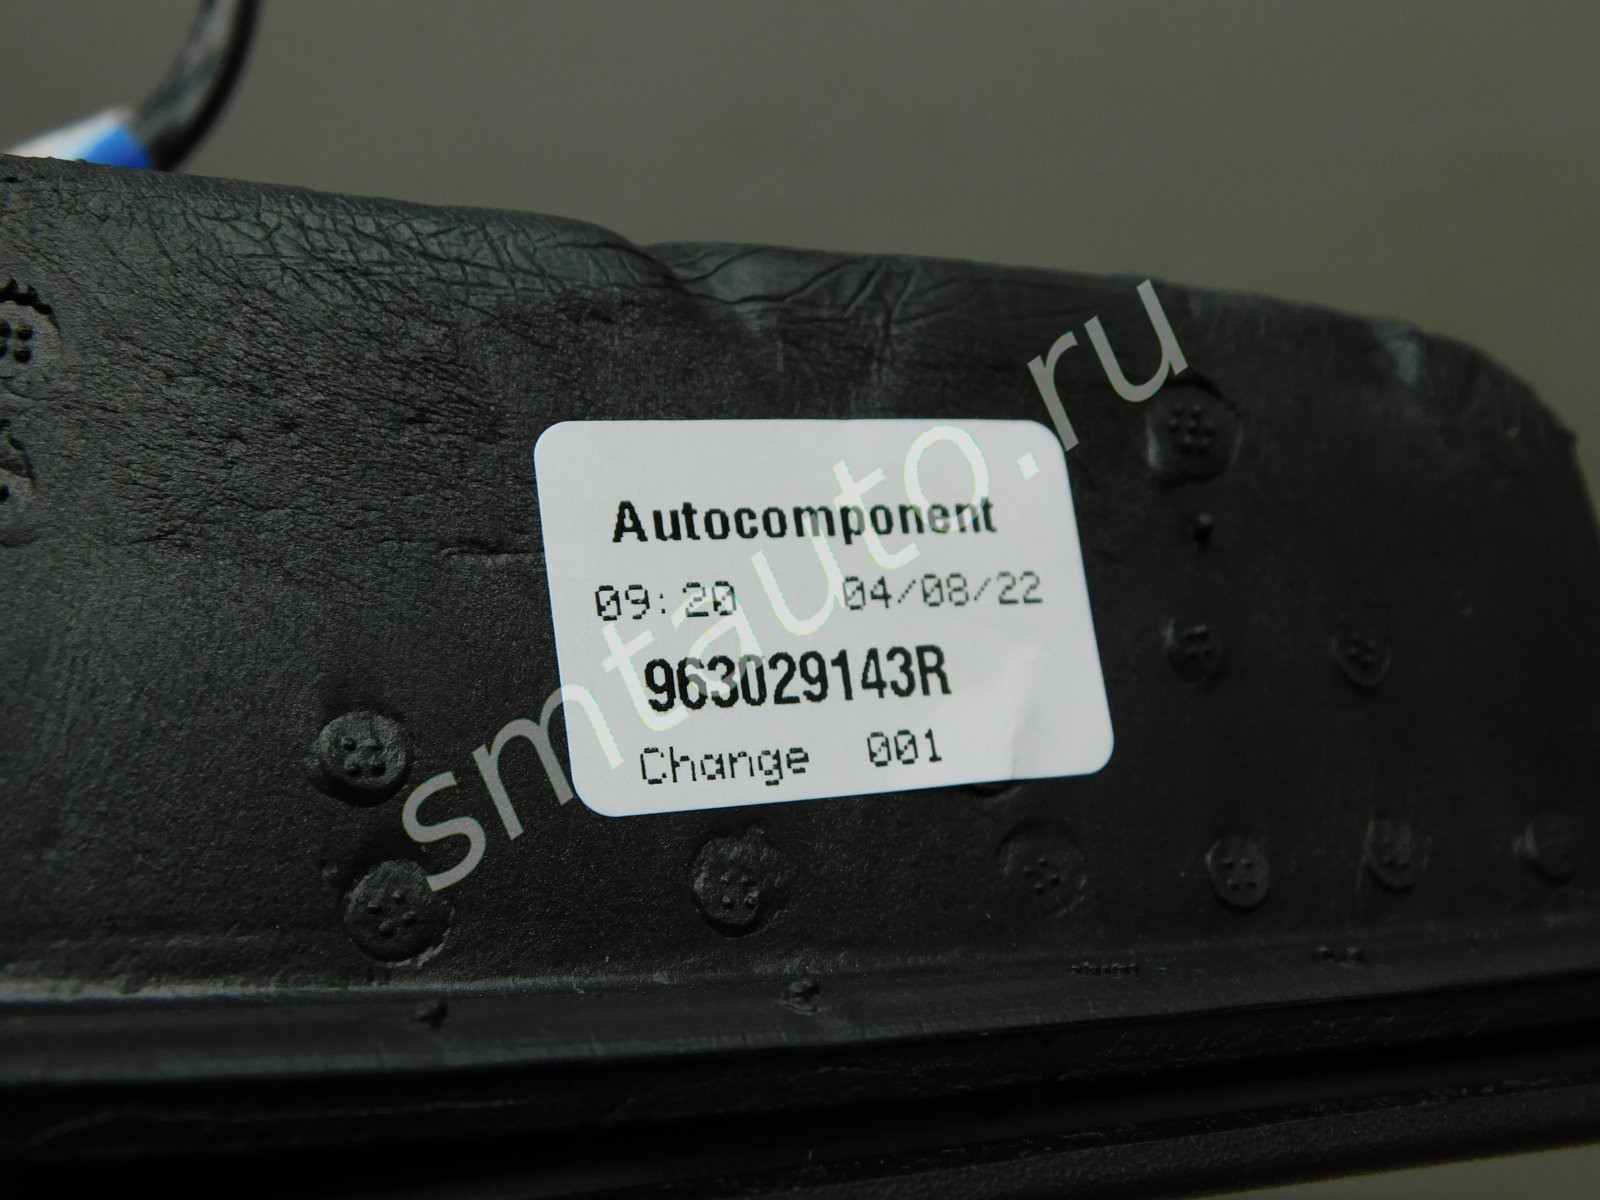 Autocomponent
09:20 04/08/22
963029143R
Change 001
smtauto.ru